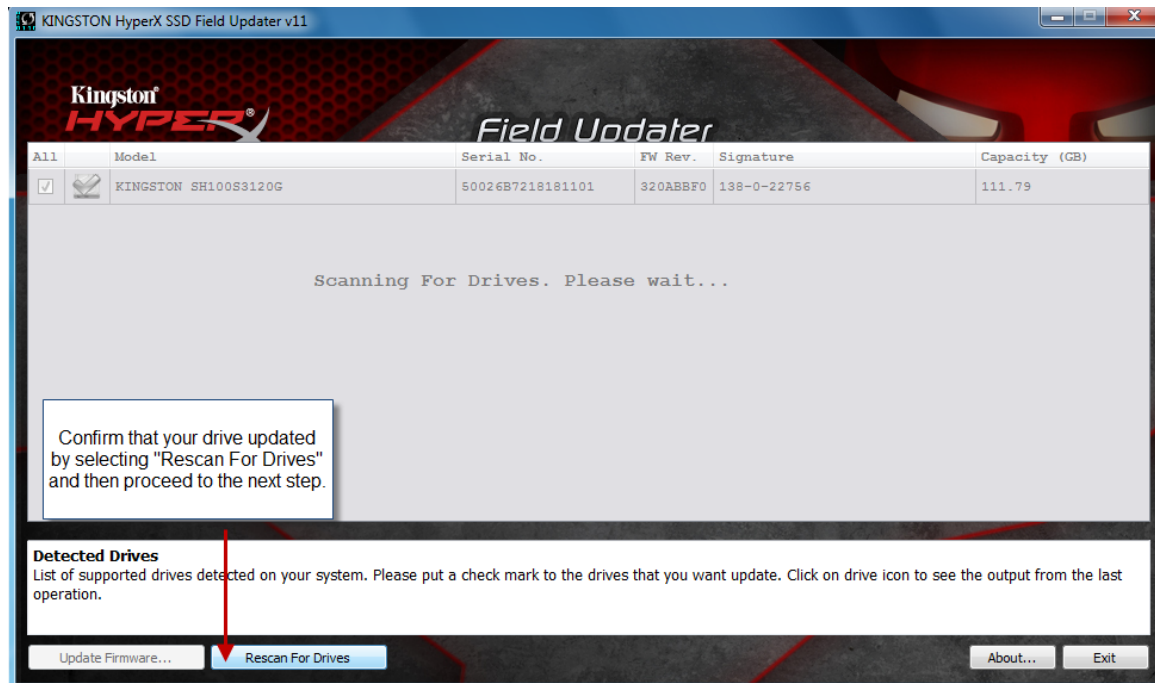 KINGSTON HyperX SSD Field Updater v11
Kingston®
HYPERX®
Field Updater
All Model Serial No. FW Rev. Signature Capacity (GB)
KINGSTON SH100S3120G 50026B7218181101 320ABBF0 138-0-22756 111.79
Scanning For Drives. Please wait...
Confirm that your drive updated
by selecting "Rescan For Drives"
and then proceed to the next step.
Detected Drives
List of supported drives detected on your system. Please put a check mark to the drives that you want update. Click on drive icon to see the output from the last
operation.
Update Firmware... Rescan For Drives About... Exit